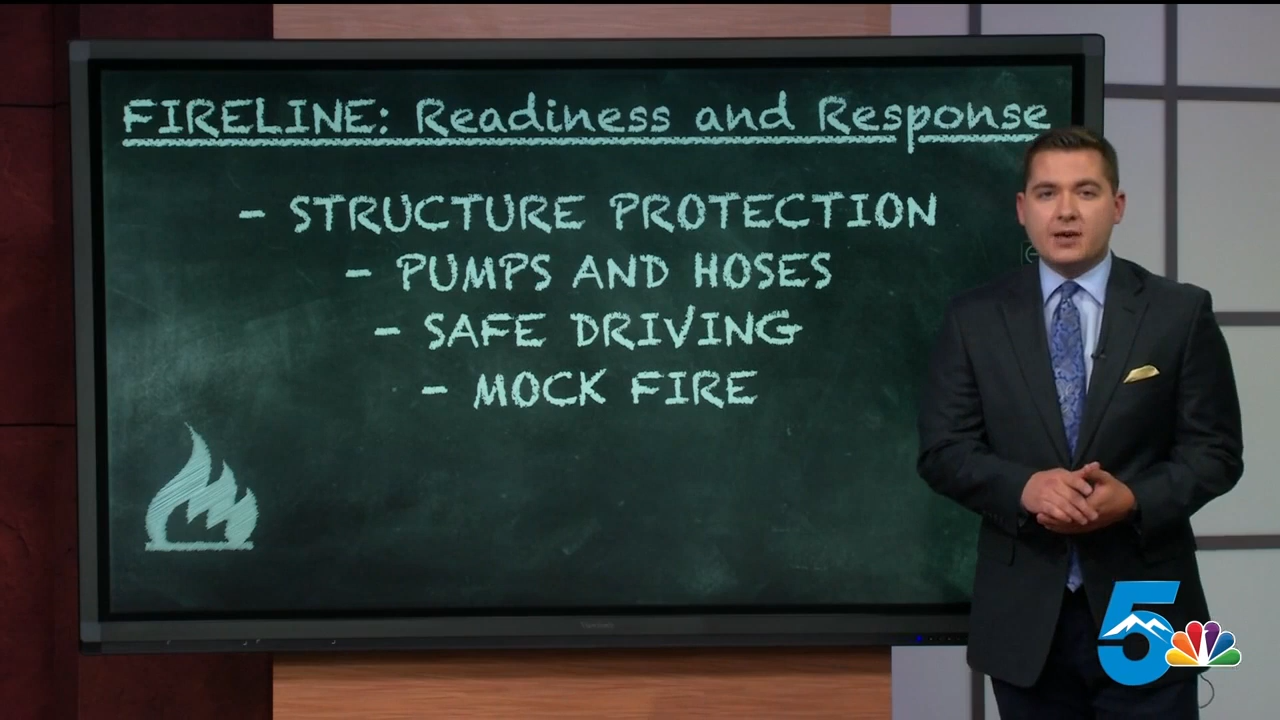 FIRELINE: Readiness and Response
- STRUCTURE PROTECTION
- PUMPS AND HOSES
- SAFE DRIVING
- MOCK FIRE
5